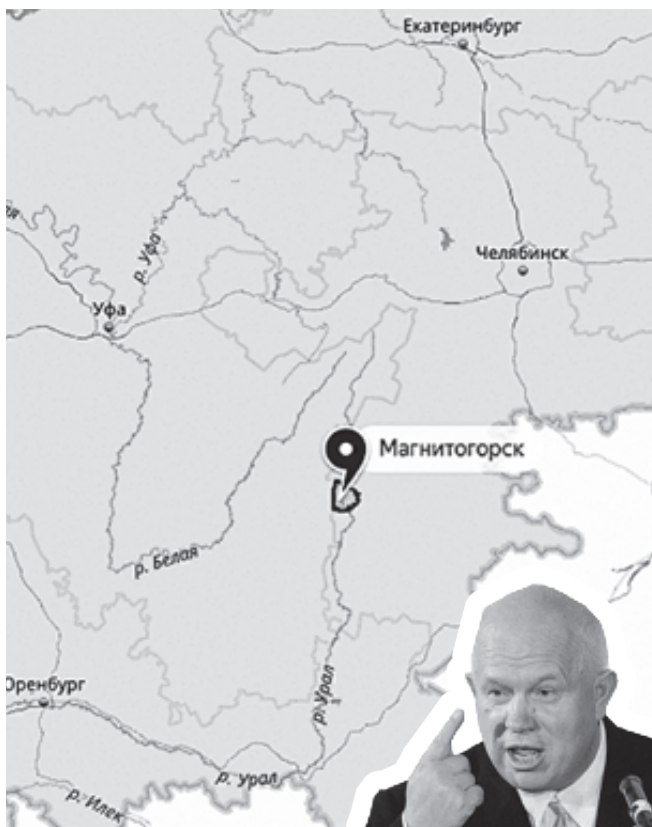 Екатеринбург
р. Уфа
Челябинск
Уфа
Магнитогорск
р. Белая
Оренбург
р. Урал
р. Урал
р. Илек